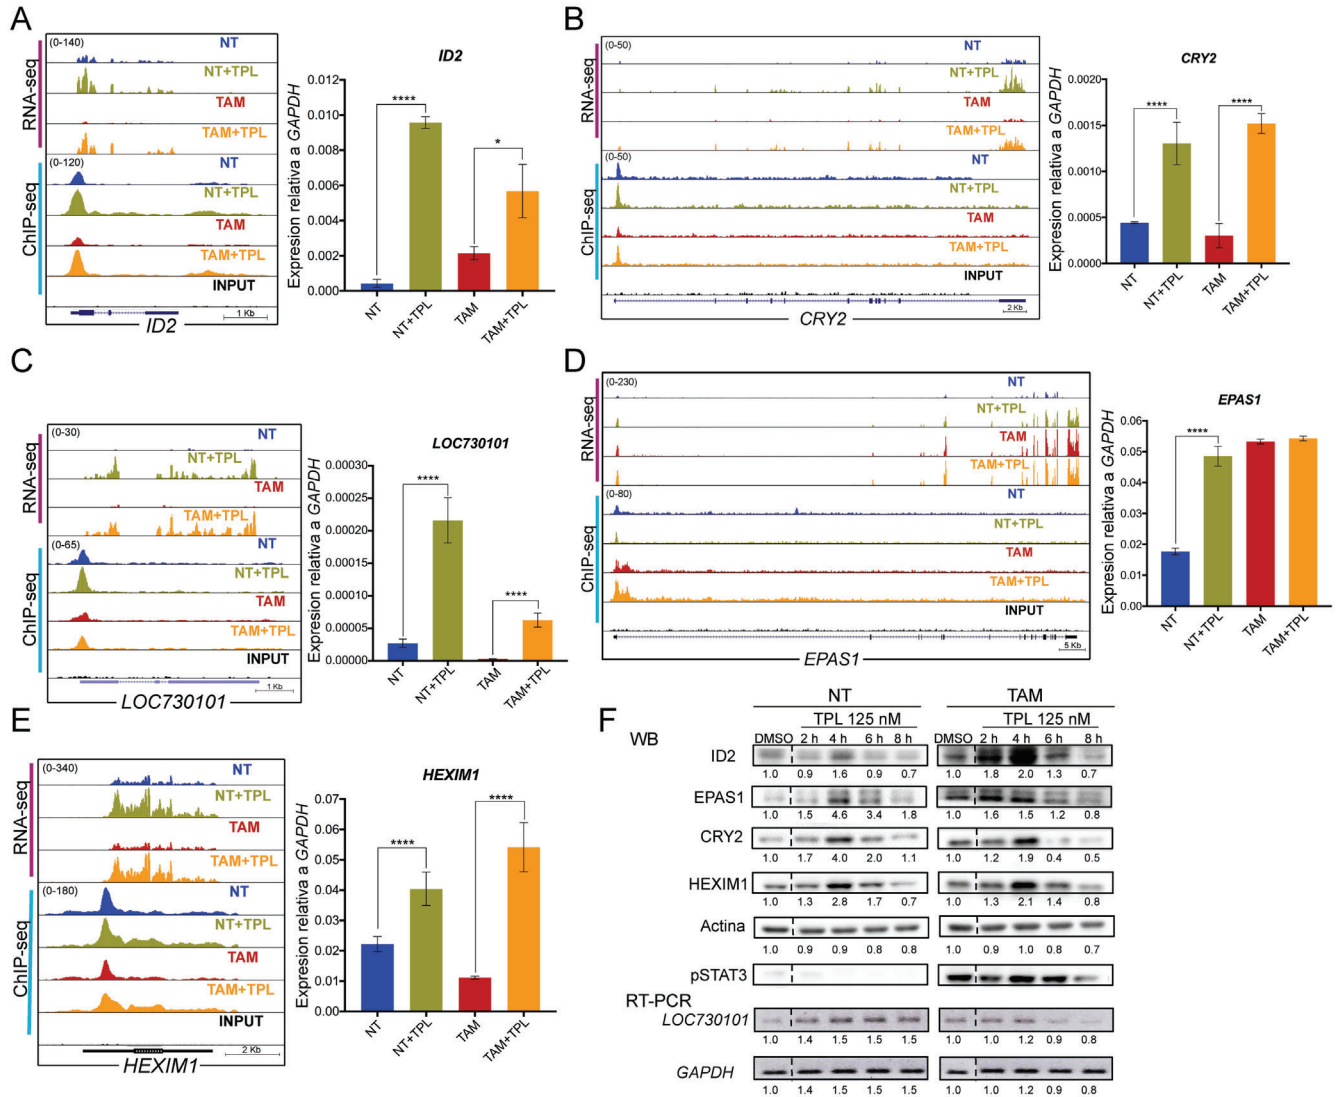 A
RNA-seq
ChIP-seq
(0-140)
NT
NT+TPL
TAM
TAM+TPL
(0-120)
NT
NT+TPL
TAM
TAM+TPL
INPUT
1 Kb
ID2
ID2
Expresion relativa a GAPDH
0.012
0.010
0.008
0.006
0.004
0.002
0.000
****
*
NT
NT+TPL
TAM
TAM+TPL
B
RNA-seq
ChIP-seq
(0-50)
NT
NT+TPL
TAM
TAM+TPL
(0-50)
NT
NT+TPL
TAM
TAM+TPL
INPUT
2 Kb
CRY2
CRY2
Expresion relativa a GAPDH
0.0020
0.0015
0.0010
0.0005
0.0000
****
****
NT
NT+TPL
TAM
TAM+TPL
C
RNA-seq
ChIP-seq
(0-30)
NT
NT+TPL
TAM
TAM+TPL
(0-65)
NT
NT+TPL
TAM
TAM+TPL
INPUT
1 Kb
LOC730101
LOC730101
Expresion relativa a GAPDH
0.00030
0.00025
0.00020
0.00015
0.00010
0.00005
0.00000
****
****
NT
NT+TPL
TAM
TAM+TPL
D
RNA-seq
ChIP-seq
(0-230)
NT
NT+TPL
TAM
TAM+TPL
(0-80)
NT
NT+TPL
TAM
TAM+TPL
INPUT
5 Kb
EPAS1
EPAS1
Expresion relativa a GAPDH
0.06
0.05
0.04
0.03
0.02
0.01
0.00
****
NT
NT+TPL
TAM
TAM+TPL
E
RNA-seq
ChIP-seq
(0-340)
NT
NT+TPL
TAM
TAM+TPL
(0-180)
NT
NT+TPL
TAM
TAM+TPL
INPUT
2 Kb
HEXIM1
HEXIM1
Expresion relativa a GAPDH
0.07
0.06
0.05
0.04
0.03
0.02
0.01
0.00
****
****
NT
NT+TPL
TAM
TAM+TPL
F
NT TAM
TPL 125 nM TPL 125 nM
WB DMSO 2 h 4 h 6 h 8 h DMSO 2 h 4 h 6 h 8 h
ID2
1.0 0.9 1.6 0.9 0.7 1.0 1.8 2.0 1.3 0.7
EPAS1
1.0 1.5 4.6 3.4 1.8 1.0 1.6 1.5 1.2 0.8
CRY2
1.0 1.7 4.0 2.0 1.1 1.0 1.2 1.9 0.4 0.5
HEXIM1
1.0 1.3 2.8 1.7 0.7 1.0 1.3 2.1 1.4 0.8
Actina
1.0 0.9 0.9 0.8 0.8 1.0 0.9 1.0 0.8 0.7
pSTAT3
RT-PCR
LOC730101
1.0 1.4 1.5 1.5 1.5 1.0 1.0 1.2 0.9 0.8
GAPDH
1.0 1.4 1.5 1.5 1.5 1.0 1.0 1.2 0.9 0.8